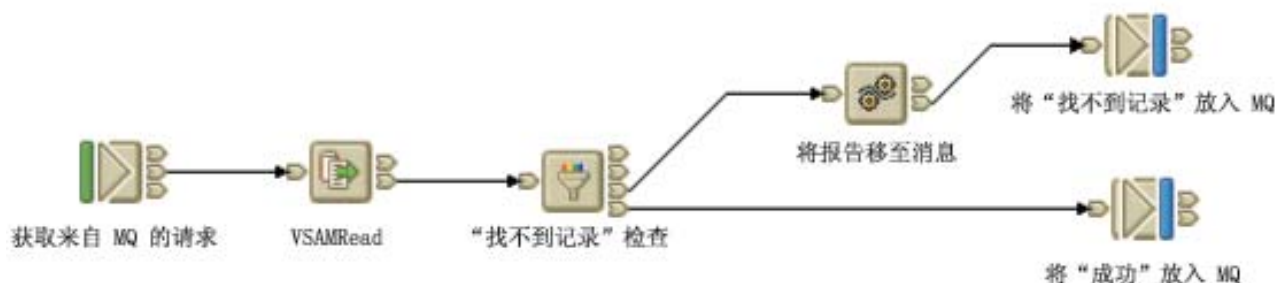 将“找不到记录”放入 MQ
将报告移至消息
获取来自 MQ 的请求
VSAMRead
“找不到记录”检查
将“成功”放入 MQ